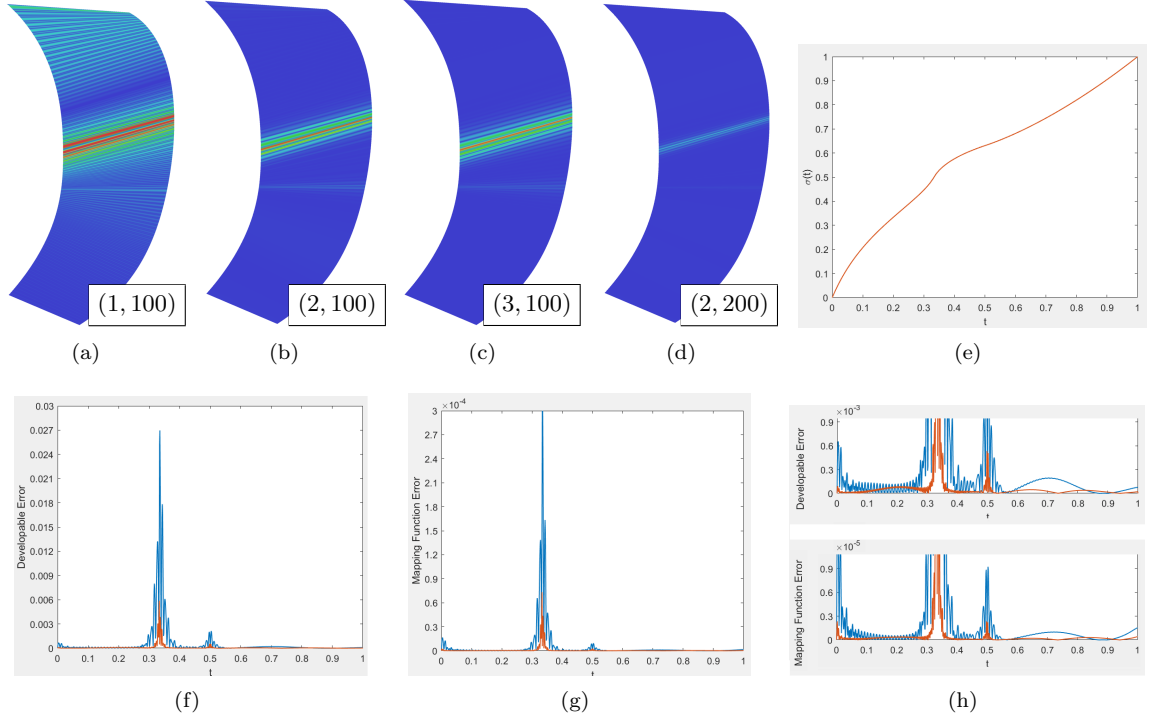 (1, 100)
(2, 100)
(3, 100)
(2, 200)
1
0.9
0.8
0.7
0.6
0.5
0.4
0.3
0.2
0.1
0
σ(t)
0 0.1 0.2 0.3 0.4 0.5 0.6 0.7 0.8 0.9 1
t
(a)
(b)
(c)
(d)
(e)
0.03
0.027
0.024
0.021
0.018
0.015
0.012
0.009
0.006
0.003
0
Developable Error
0 0.1 0.2 0.3 0.4 0.5 0.6 0.7 0.8 0.9 1
t
×10⁻⁴
3
2.7
2.4
2.1
1.8
1.5
1.2
0.9
0.6
0.3
0
Mapping Function Error
0 0.1 0.2 0.3 0.4 0.5 0.6 0.7 0.8 0.9 1
t
×10⁻³
0.9
0.6
0.3
0
Developable Error
0 0.1 0.2 0.3 0.4 0.5 0.6 0.7 0.8 0.9 1
t
×10⁻⁵
0.9
0.6
0.3
0
Mapping Function Error
0 0.1 0.2 0.3 0.4 0.5 0.6 0.7 0.8 0.9 1
t
(f)
(g)
(h)